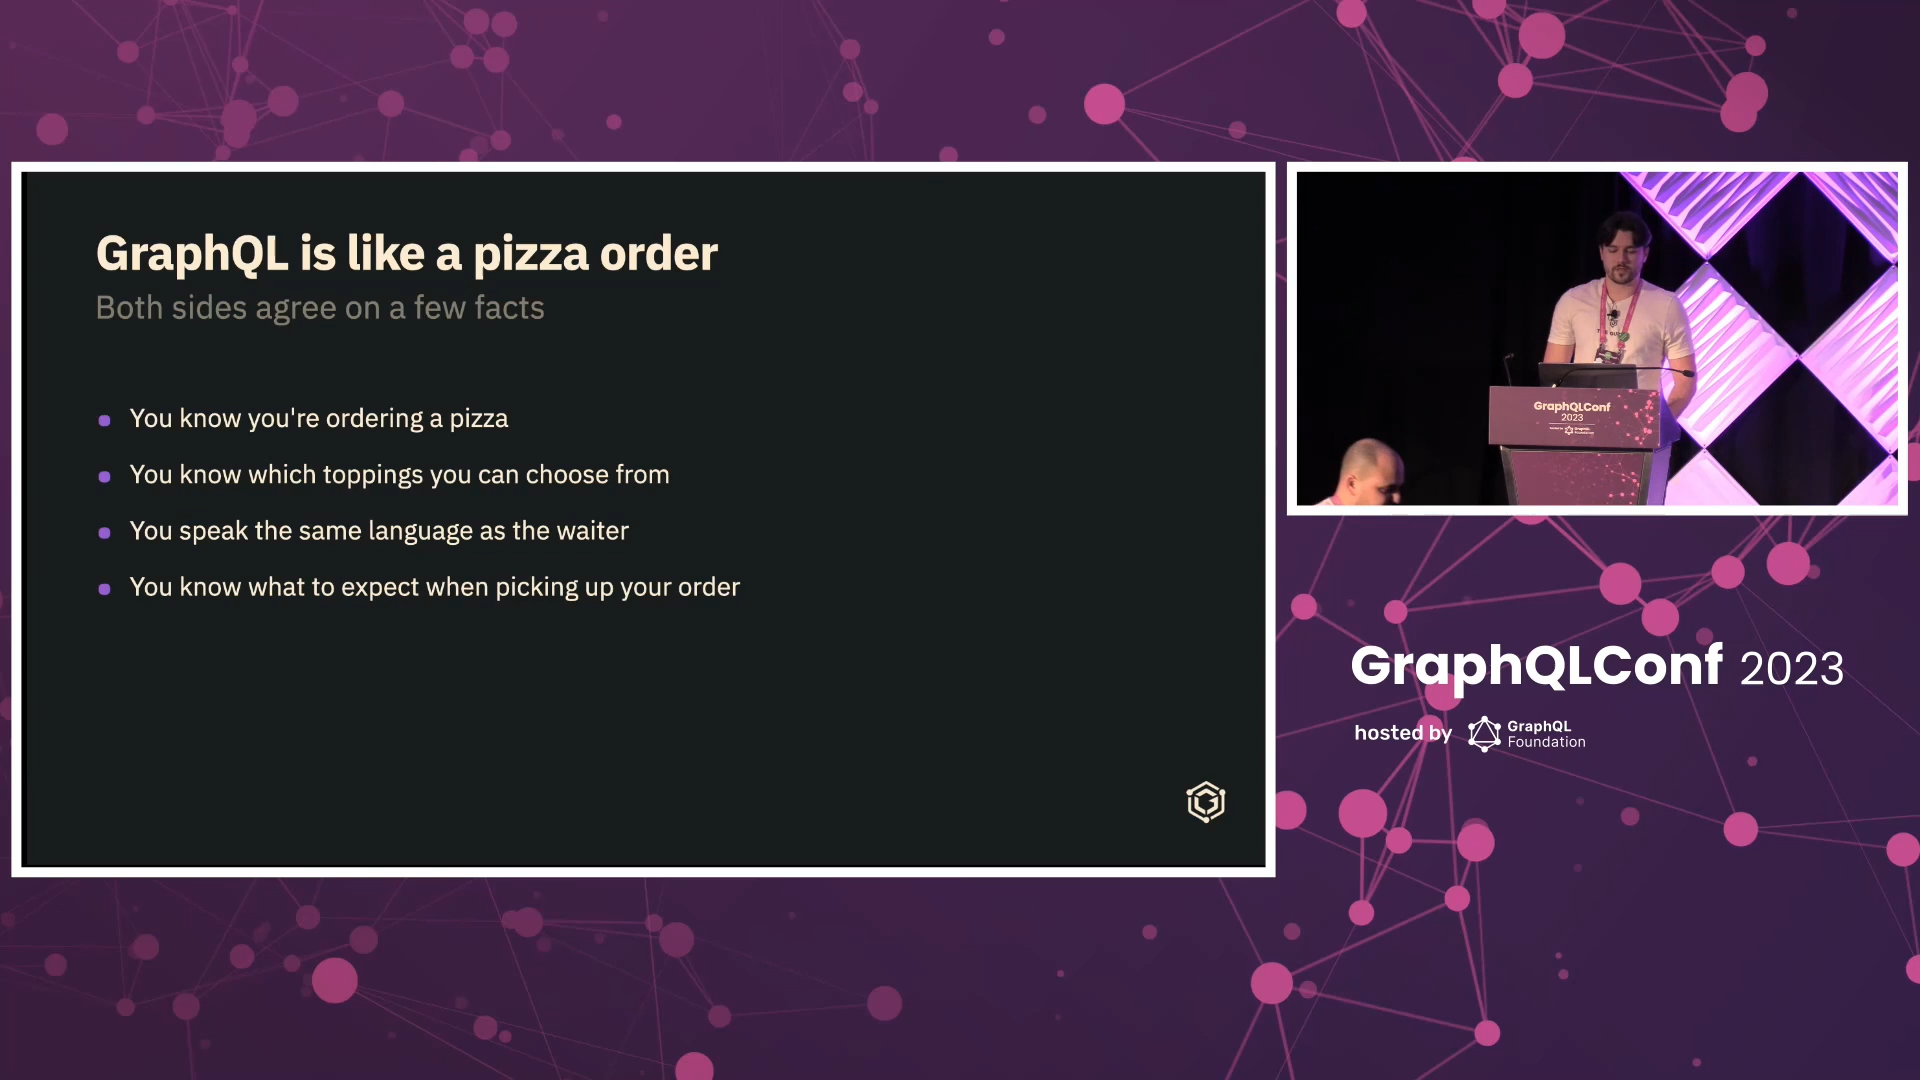 GraphQL is like a pizza order
Both sides agree on a few facts
You know you're ordering a pizza
You know which toppings you can choose from
You speak the same language as the waiter
You know what to expect when picking up your order
GraphQLConf
2023
GraphQLConf 2023
hosted by GraphQL
Foundation